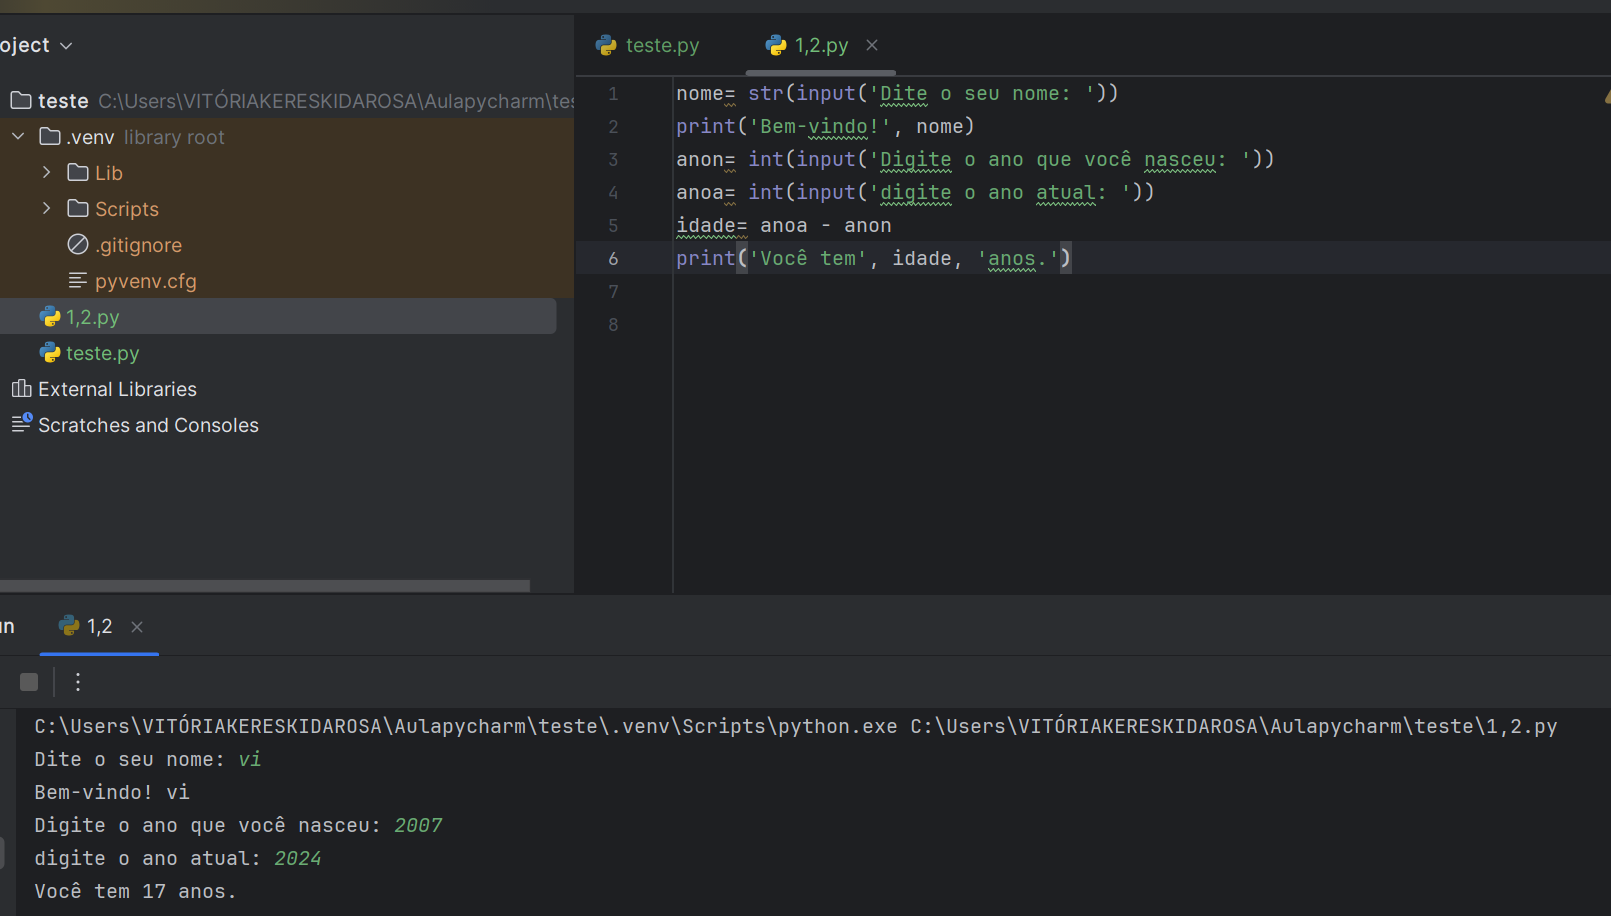 oject
teste C:\Users\VITÓRIAKERESKIDAROSA\Aulapycharm\tes
.venv library root
Lib
Scripts
.gitignore
pyvenv.cfg
1,2.py
teste.py
External Libraries
Scratches and Consoles
teste.py 1,2.py
1 nome= str(input('Dite o seu nome: '))
2 print('Bem-vindo!', nome)
3 anon= int(input('Digite o ano que você nasceu: '))
4 anoa= int(input('digite o ano atual: '))
5 idade= anoa - anon
6 print('Você tem', idade, 'anos.')
7
8
un 1,2
C:\Users\VITÓRIAKERESKIDAROSA\Aulapycharm\teste\.venv\Scripts\python.exe C:\Users\VITÓRIAKERESKIDAROSA\Aulapycharm\teste\1,2.py
Dite o seu nome: vi
Bem-vindo! vi
Digite o ano que você nasceu: 2007
digite o ano atual: 2024
Você tem 17 anos.